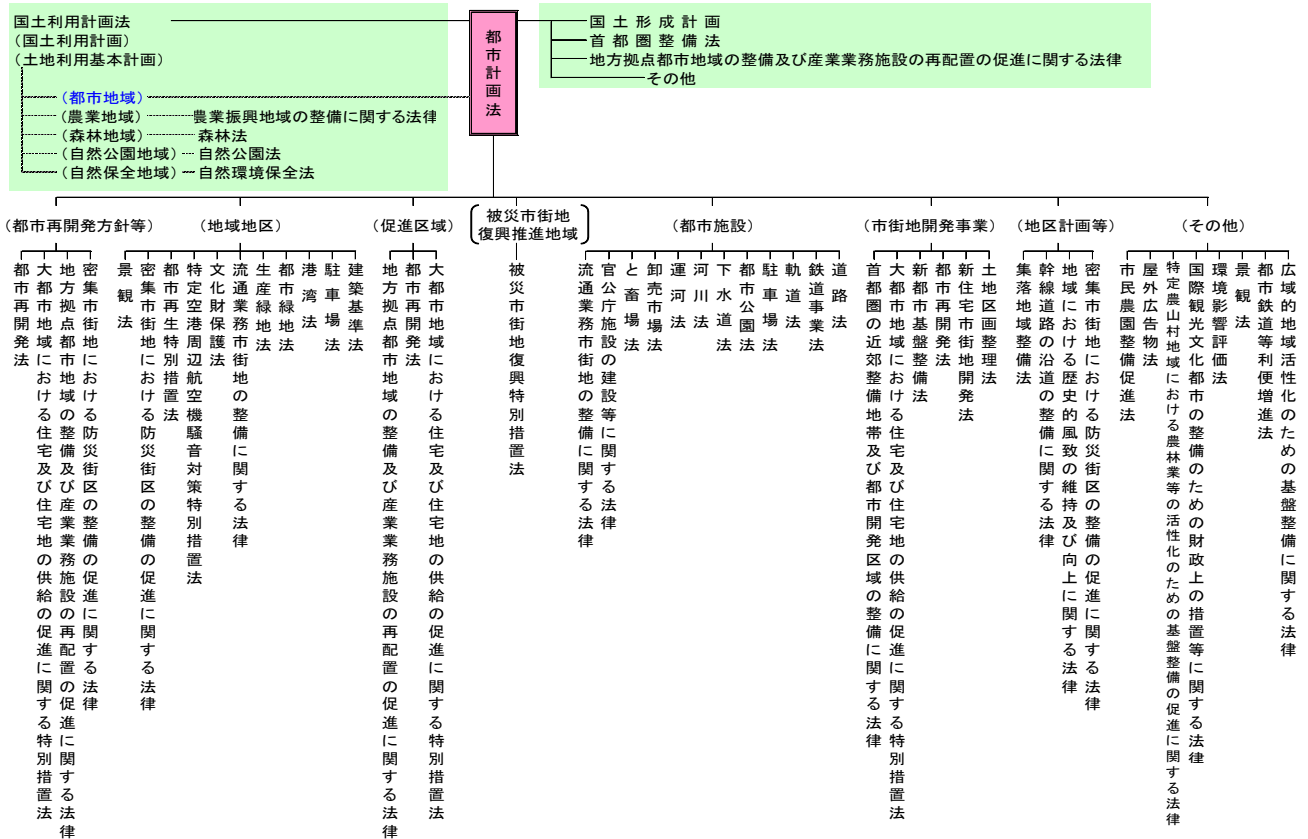 国土利用計画法
(国土利用計画)
(土地利用基本計画)
(都市地域)
(農業地域) 農業振興地域の整備に関する法律
(森林地域) 森林法
(自然公園地域) 自然公園法
(自然保全地域) 自然環境保全法
都市計画法
国土形成計画
首都圏整備法
地方拠点都市地域の整備及び産業業務施設の再配置の促進に関する法律
その他
(都市再開発方針等)
都市再開発法
大都市地域における住宅及び住宅地の供給の促進に関する特別措置法
地方拠点都市地域の整備及び産業業務施設の再配置の促進に関する法律
密集市街地における防災街区の整備の促進に関する法律
(地域地区)
景観法
密集市街地における防災街区の整備の促進に関する法律
都市再生特別措置法
特定空港周辺航空機騒音対策特別措置法
文化財保護法
流通業務市街地の整備に関する法律
生産緑地法
都市緑地法
港湾法
駐車場法
建築基準法
(促進区域)
地方拠点都市地域の整備及び産業業務施設の再配置の促進に関する法律
都市再開発法
大都市地域における住宅及び住宅地の供給の促進に関する特別措置法
被災市街地
復興推進地域
被災市街地復興特別措置法
(都市施設)
流通業務市街地の整備に関する法律
官公庁施設の建設等に関する法律
と畜場法
卸売市場法
運河法
河川法
下水道法
都市公園法
駐車場法
軌道法
鉄道事業法
道路法
(市街地開発事業)
首都圏の近郊整備地帯及び都市開発区域の整備に関する法律
大都市地域における住宅及び住宅地の供給の促進に関する特別措置法
新都市基盤整備法
都市再開発法
新住宅市街地開発法
土地区画整理法
(地区計画等)
集落地域整備法
幹線道路の沿道の整備に関する法律
地域における歴史的風致の維持及び向上に関する法律
密集市街地における防災街区の整備の促進に関する法律
(その他)
市民農園整備促進法
屋外広告物法
特定農山村地域における農林業等の活性化のための基盤整備の促進に関する法律
国際観光文化都市の整備のための財政上の措置等に関する法律
環境影響評価法
景観法
都市鉄道等利便増進法
広域的地域活性化のための基盤整備に関する法律